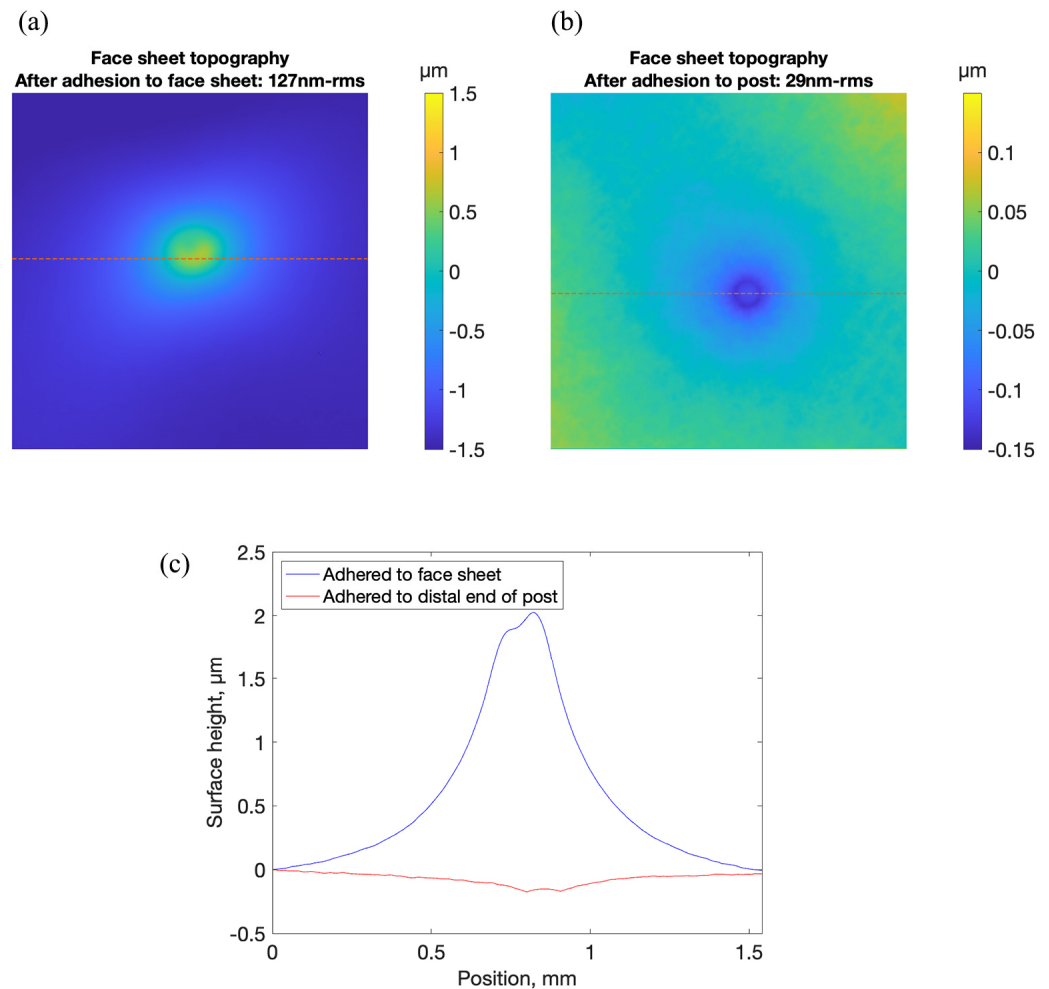 (a)
Face sheet topography
After adhesion to face sheet: 127nm-rms
µm
1.5
1
0.5
0
-0.5
-1
-1.5
(b)
Face sheet topography
After adhesion to post: 29nm-rms
µm
0.1
0.05
0
-0.05
-0.1
-0.15
(c)
Adhered to face sheet
Adhered to distal end of post
2.5
2
1.5
1
0.5
0
-0.5
Surface height, µm
0 0.5 1 1.5
Position, mm